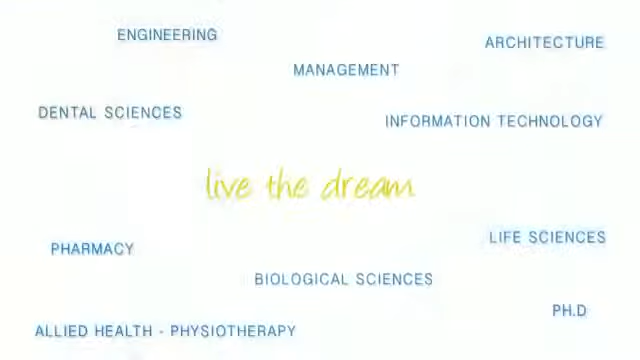 ENGINEERING
ARCHITECTURE
MANAGEMENT
DENTAL SCIENCES
INFORMATION TECHNOLOGY
live the dream
LIFE SCIENCES
PHARMACY
BIOLOGICAL SCIENCES
PH.D
ALLIED HEALTH - PHYSIOTHERAPY